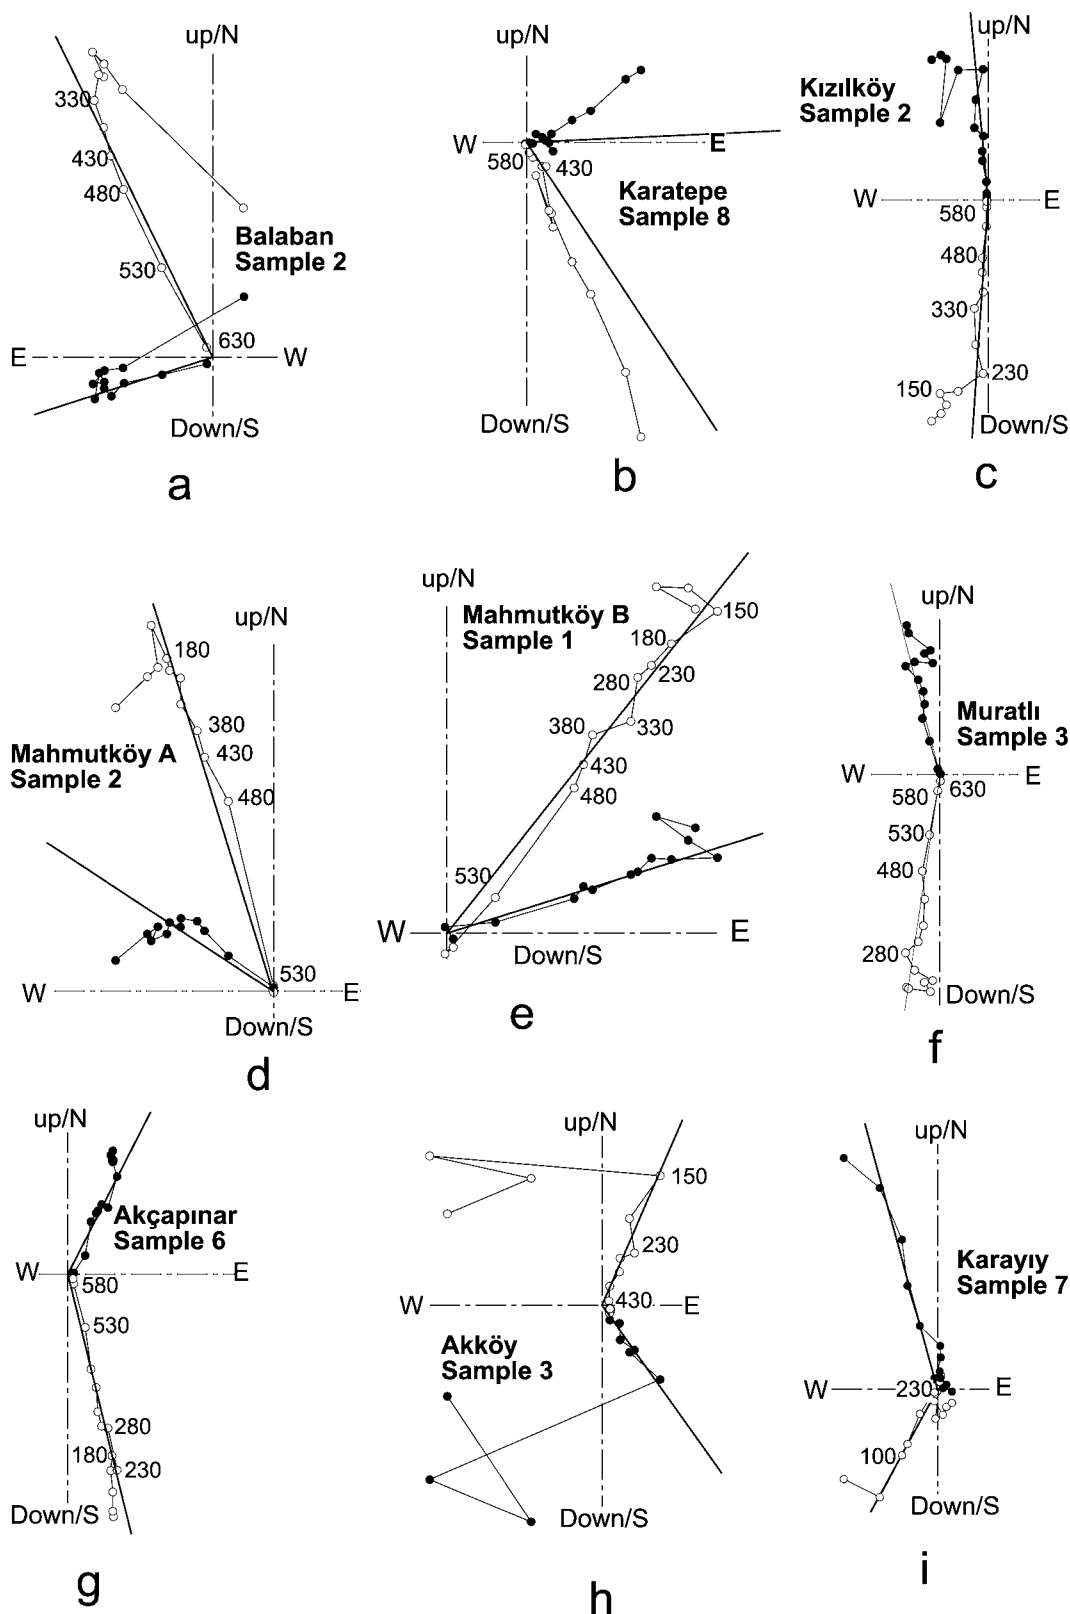 up/N
330
430
480
530
630
Balaban
Sample 2
E
W
Down/S
a
up/N
W
E
580
430
Karatepe
Sample 8
Down/S
b
up/N
Kızılköy
Sample 2
W
E
580
480
330
230
150
Down/S
c
up/N
180
380
430
480
Mahmutköy A
Sample 2
530
W
E
Down/S
d
up/N
Mahmutköy B
Sample 1
150
180
230
280
330
380
430
480
530
W
E
Down/S
e
up/N
Muratlı
Sample 3
W
E
580
630
530
480
280
Down/S
f
up/N
Akçapınar
Sample 6
W
E
580
530
280
180
230
Down/S
g
up/N
150
230
430
W
E
Akköy
Sample 3
Down/S
h
up/N
Karayıy
Sample 7
W
230
E
100
Down/S
i